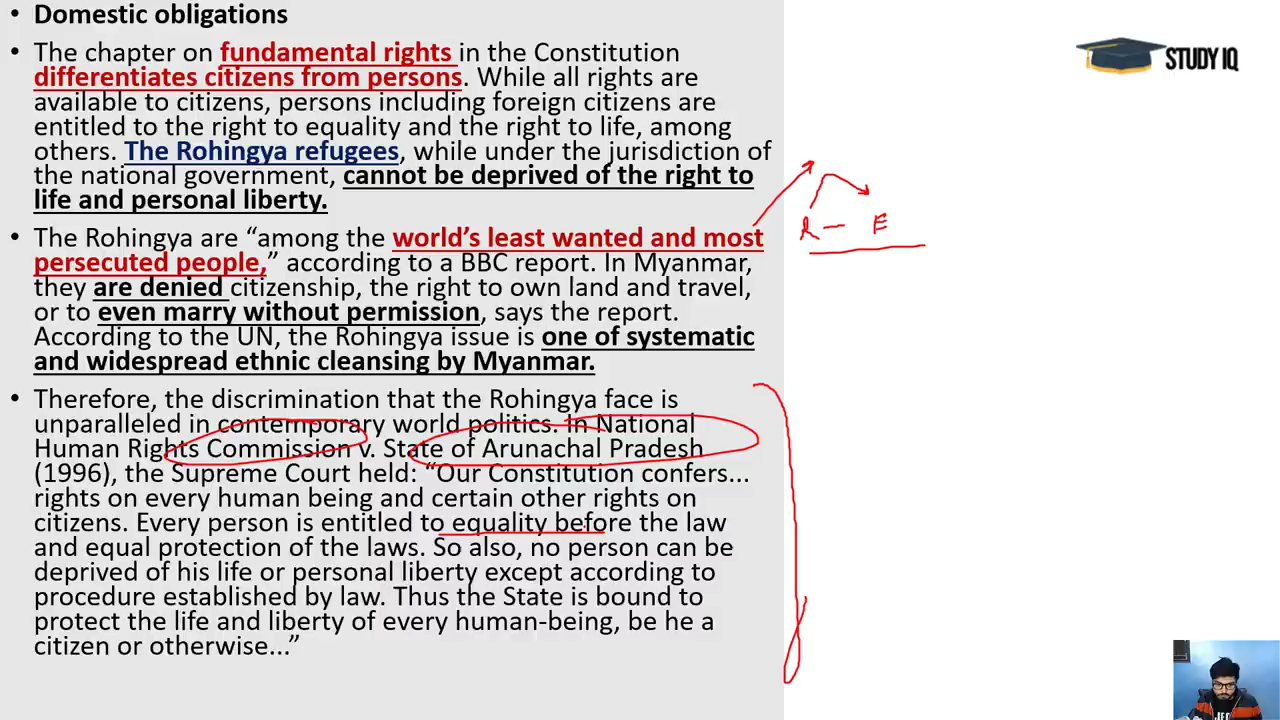 • Domestic obligations
• The chapter on fundamental rights in the Constitution
differentiates citizens from persons. While all rights are
available to citizens, persons including foreign citizens are
entitled to the right to equality and the right to life, among
others. The Rohingya refugees, while under the jurisdiction of
the national government, cannot be deprived of the right to
life and personal liberty.
• The Rohingya are “among the world’s least wanted and most
persecuted people,” according to a BBC report. In Myanmar,
they are denied citizenship, the right to own land and travel,
or to even marry without permission, says the report.
According to the UN, the Rohingya issue is one of systematic
and widespread ethnic cleansing by Myanmar.
• Therefore, the discrimination that the Rohingya face is
unparalleled in contemporary world politics. In National
Human Rights Commission v. State of Arunachal Pradesh
(1996), the Supreme Court held: “Our Constitution confers...
rights on every human being and certain other rights on
citizens. Every person is entitled to equality before the law
and equal protection of the laws. So also, no person can be
deprived of his life or personal liberty except according to
procedure established by law. Thus the State is bound to
protect the life and liberty of every human-being, be he a
citizen or otherwise...”
STUDY IQ
R — E